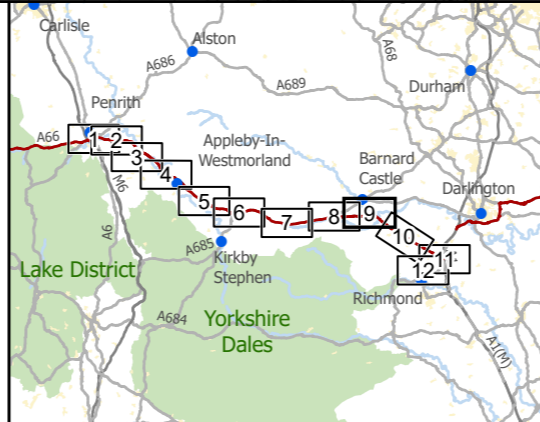 Carlisle
Alston
A686
A68
A689
Durham
Penrith
A66
1
2
3
4
Appleby-In-
Westmorland
Barnard
Castle
Darlington
M6
5
6
7
8
9
10
11
12
A6
A685
Kirkby
Stephen
Lake District
Richmond
A684
Yorkshire
Dales
A1(M)